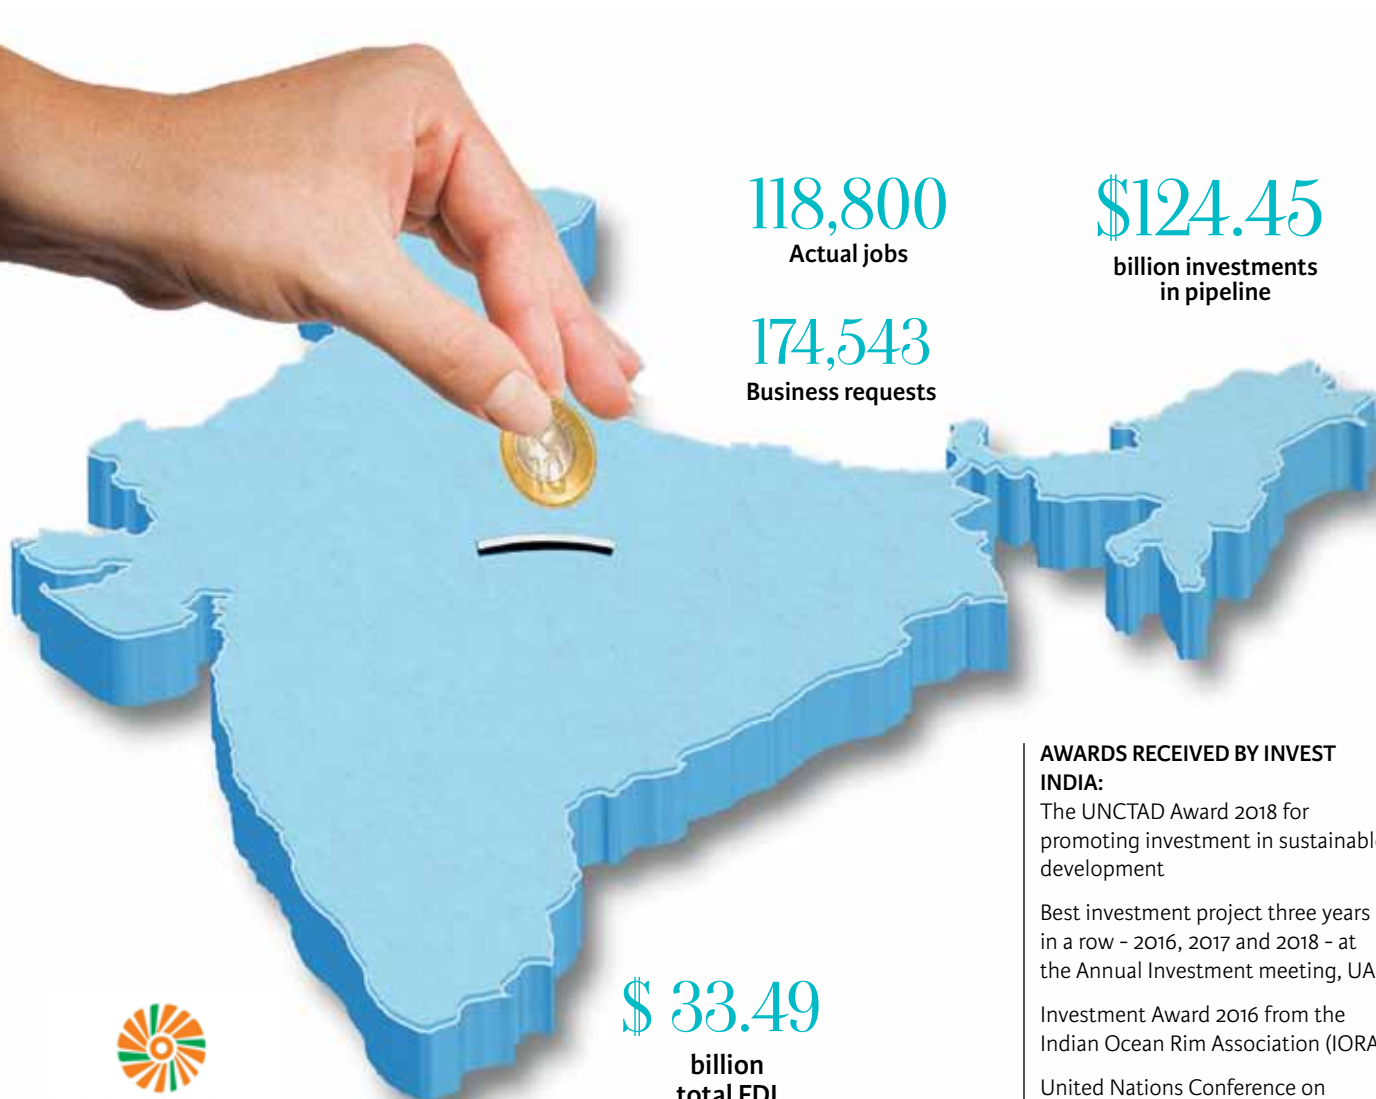 118,800
Actual jobs
$124.45
billion investments
in pipeline
174,543
Business requests
$ 33.49
billion
total FDI
AWARDS RECEIVED BY INVEST
INDIA:
The UNCTAD Award 2018 for
promoting investment in sustainable
development
Best investment project three years
in a row - 2016, 2017 and 2018 - at
the Annual Investment meeting, UA
Investment Award 2016 from the
Indian Ocean Rim Association (IORA
United Nations Conference on